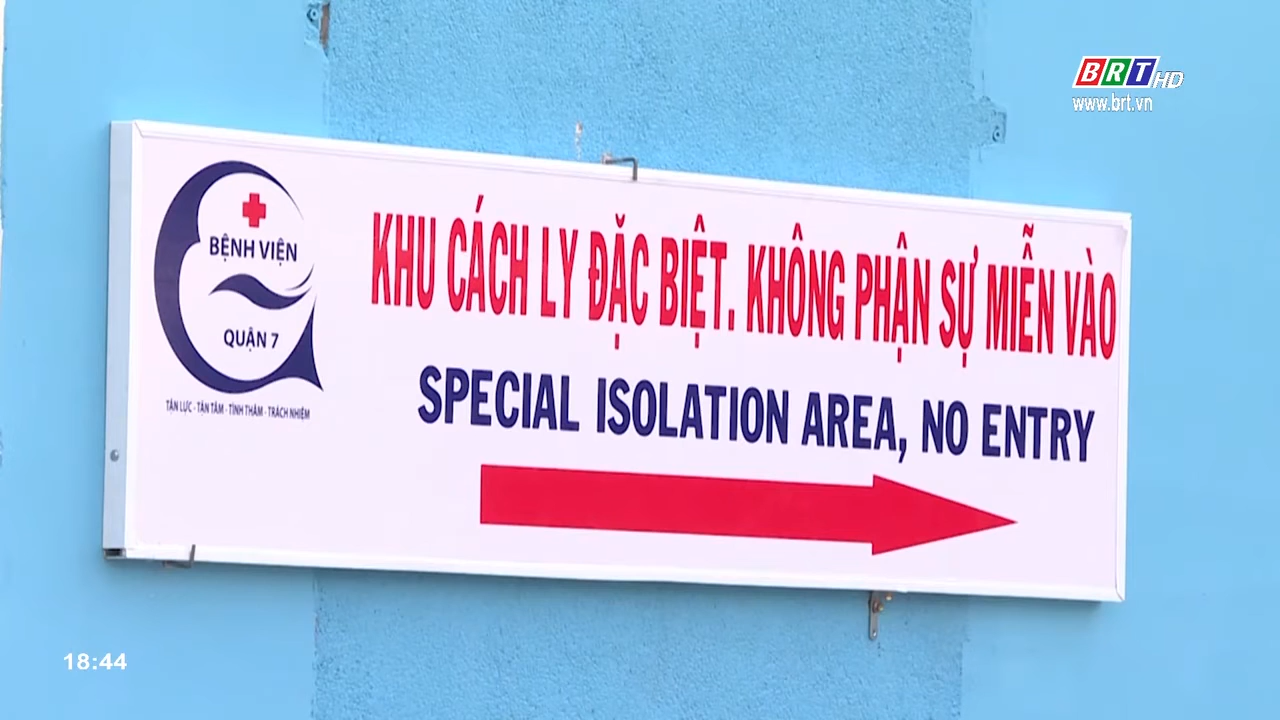 BRT HD
www.brt.vn
BỆNH VIỆN
QUẬN 7
TẬN LỰC - TẬN TÂM - TÌNH THÂM - TRÁCH NHIỆM
KHU CÁCH LY ĐẶC BIỆT. KHÔNG PHẬN SỰ MIỄN VÀO
SPECIAL ISOLATION AREA, NO ENTRY
18:44